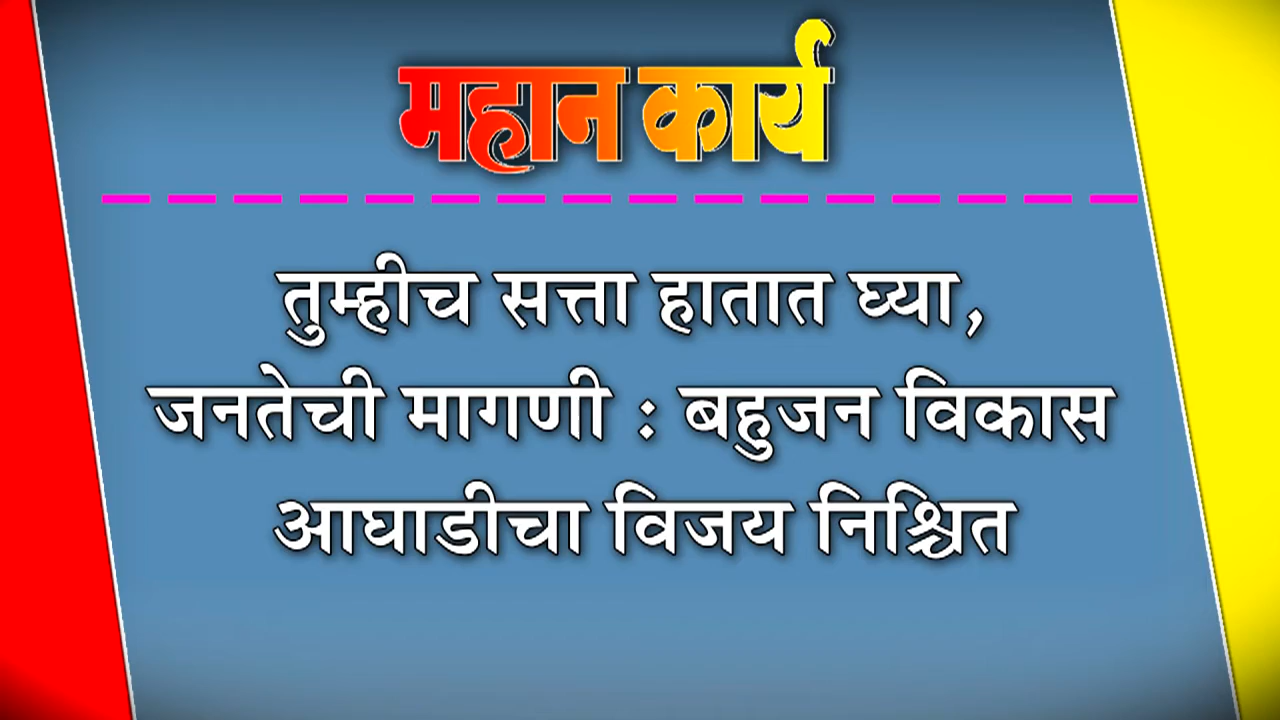 महान कार्य
तुम्हीच सत्ता हातात घ्या,
जनतेची मागणी : बहुजन विकास
आघाडीचा विजय निश्चित